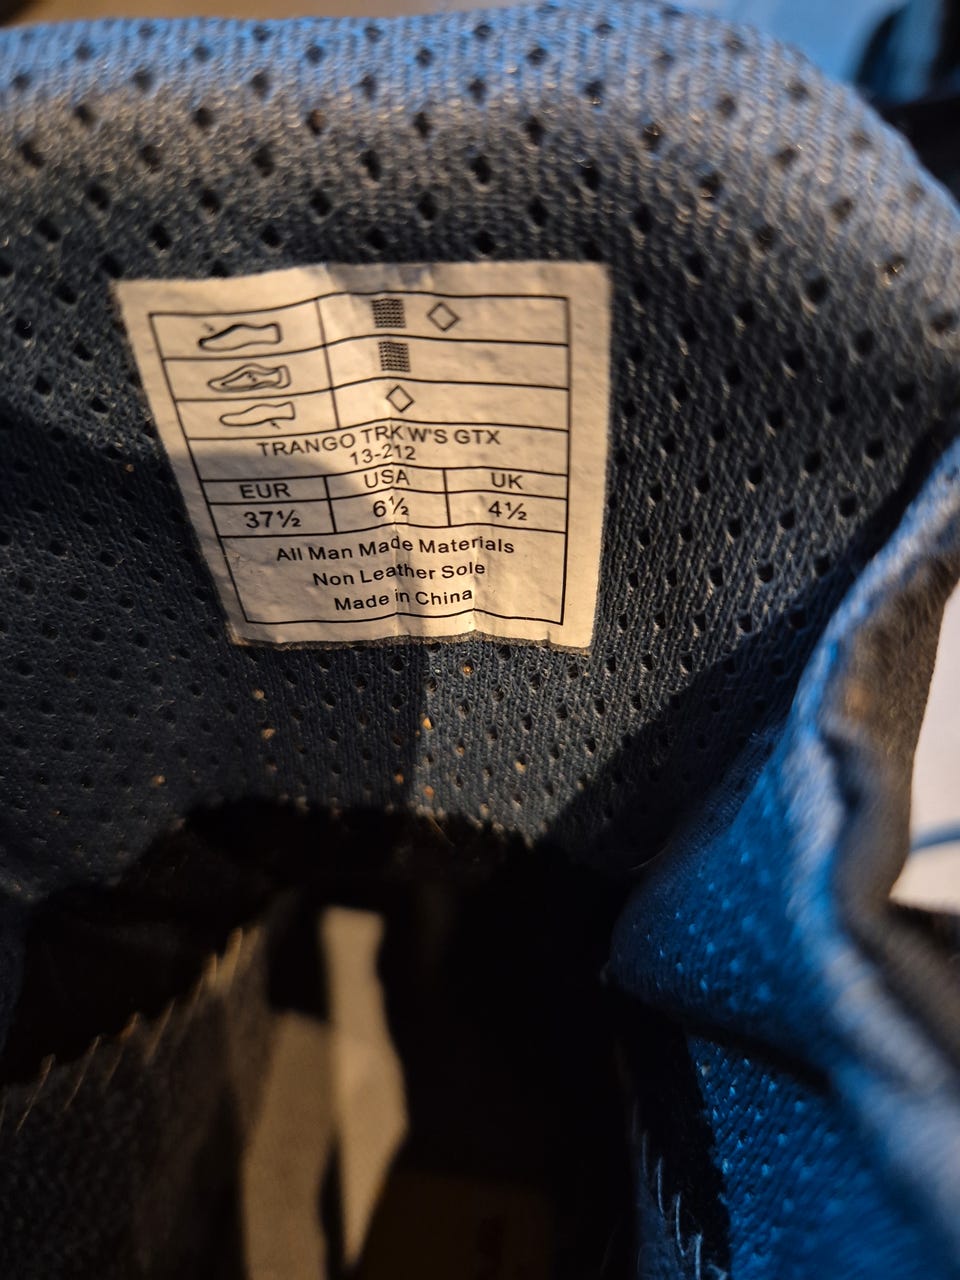 TRANGO TRK W'S GTX
13-212
EUR USA UK
37½ 6½ 4½
All Man Made Materials
Non Leather Sole
Made in China